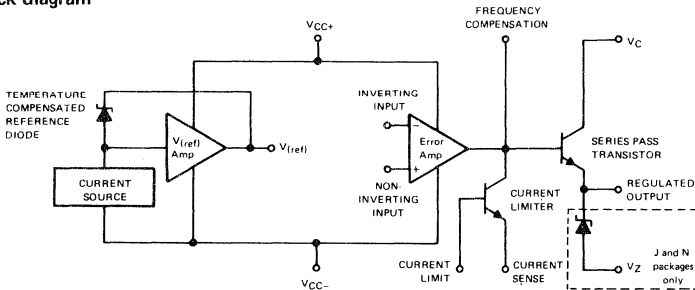 ck diagram
FREQUENCY
COMPENSATION
VCC+
VC
TEMPERATURE
COMPENSATED
REFERENCE
DIODE
INVERTING
INPUT
V(ref)
Amp
V(ref)
−
Error
Amp
+
SERIES PASS
TRANSISTOR
CURRENT
SOURCE
NON-
INVERTING
INPUT
CURRENT
LIMITER
REGULATED
OUTPUT
VCC−
CURRENT
LIMIT
CURRENT
SENSE
VZ
J and N
packages
only